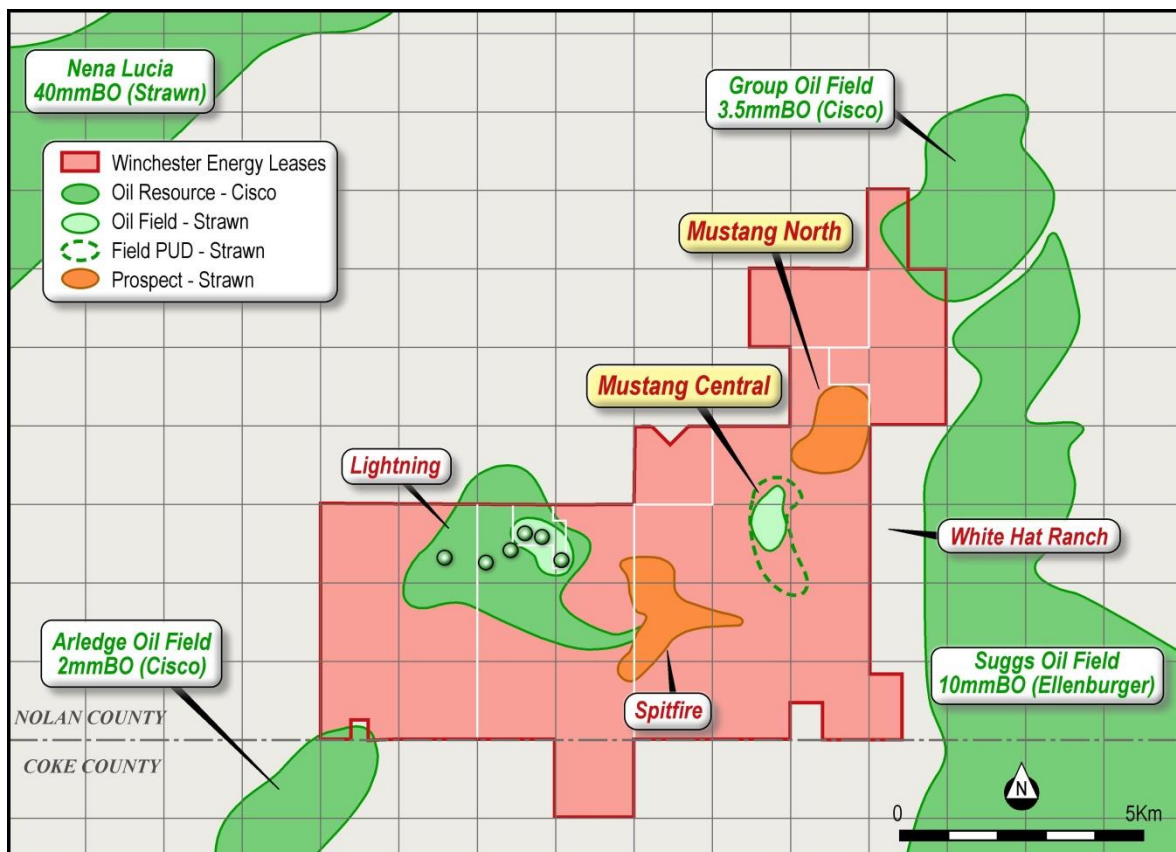 Nena Lucia
40mmBO (Strawn)
Group Oil Field
3.5mmBO (Cisco)
Winchester Energy Leases
Oil Resource - Cisco
Oil Field - Strawn
Field PUD - Strawn
Prospect - Strawn
Mustang North
Mustang Central
Lightning
White Hat Ranch
Arledge Oil Field
2mmBO (Cisco)
Suggs Oil Field
10mmBO (Ellenburger)
Spitfire
NOLAN COUNTY
COKE COUNTY
N
0 5Km